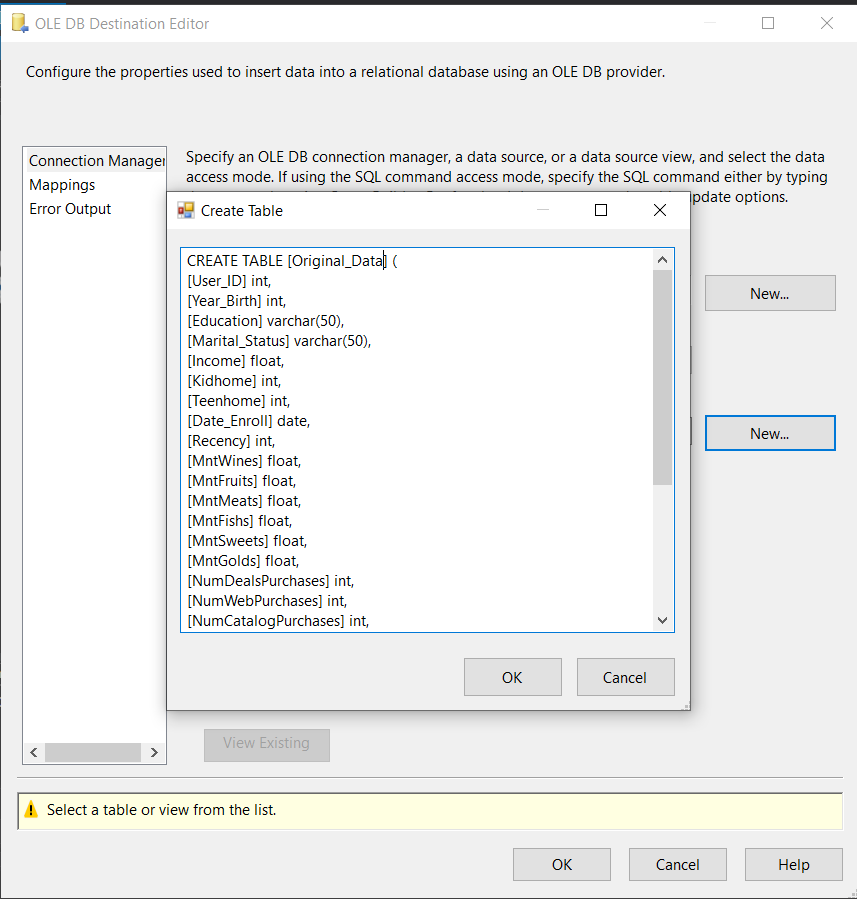 OLE DB Destination Editor
Configure the properties used to insert data into a relational database using an OLE DB provider.
Connection Manager
Mappings
Error Output
Specify an OLE DB connection manager, a data source, or a data source view, and select the data
access mode. If using the SQL command access mode, specify the SQL command either by typing
update options.
New...
New...
Create Table
CREATE TABLE [Original_Data] (
[User_ID] int,
[Year_Birth] int,
[Education] varchar(50),
[Marital_Status] varchar(50),
[Income] float,
[Kidhome] int,
[Teenhome] int,
[Date_Enroll] date,
[Recency] int,
[MntWines] float,
[MntFruits] float,
[MntMeats] float,
[MntFishs] float,
[MntSweets] float,
[MntGolds] float,
[NumDealsPurchases] int,
[NumWebPurchases] int,
[NumCatalogPurchases] int,
OK
Cancel
View Existing
Select a table or view from the list.
OK
Cancel
Help